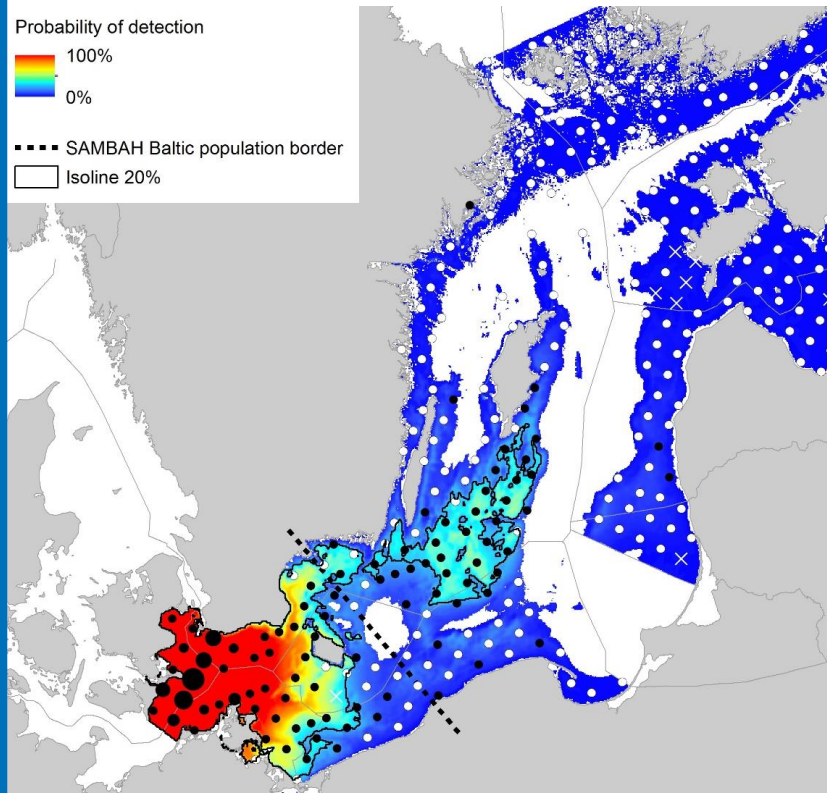 Probability of detection
100%
0%
SAMBAH Baltic population border
Isoline 20%